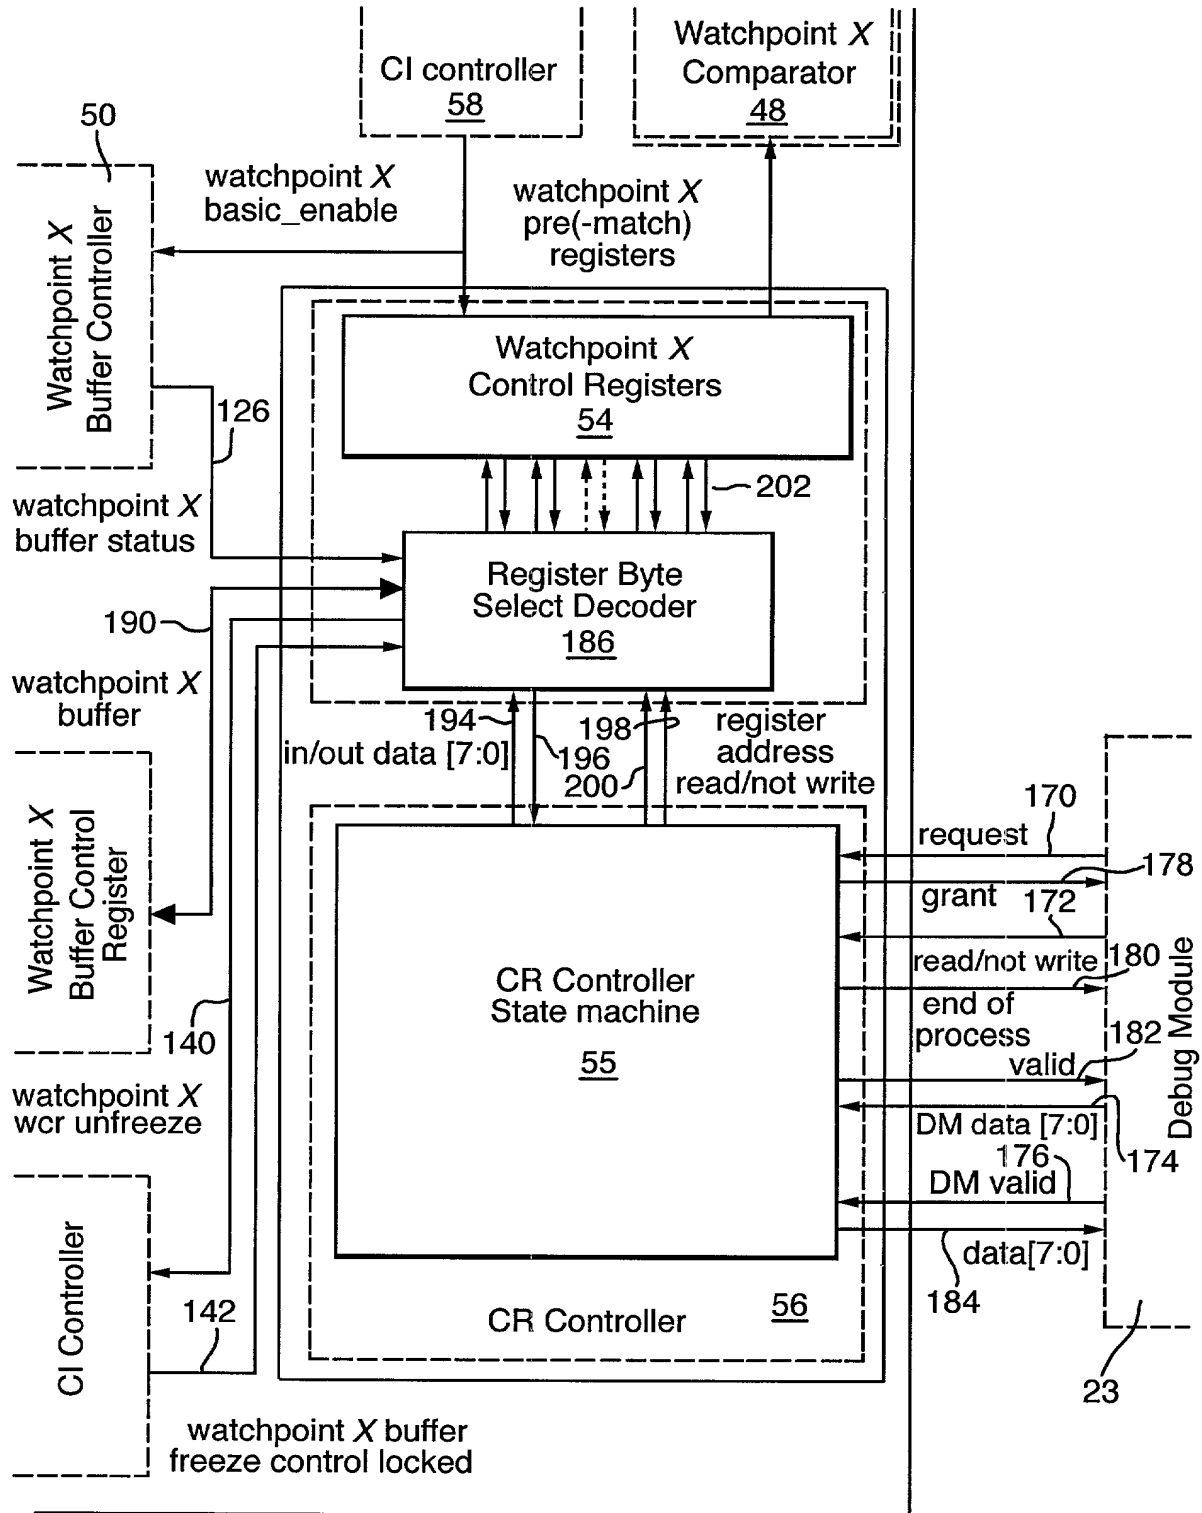 CI controller
58
Watchpoint X
Comparator
48
50
watchpoint X
basic_enable
watchpoint X
pre(-match)
registers
Watchpoint X
Buffer Controller
Watchpoint X
Control Registers
54
126
202
watchpoint X
buffer status
Register Byte
Select Decoder
186
190
watchpoint X
buffer
194
in/out data [7:0]
196
198
200
register
address
read/not write
Watchpoint X
Buffer Control
Register
170
request
178
grant
172
read/not write
180
end of
process
182
valid
DM data [7:0]
174
176
DM valid
data[7:0]
184
Debug Module
23
CR Controller
State machine
55
140
watchpoint X
wcr unfreeze
CI Controller
142
56
CR Controller
watchpoint X buffer
freeze control locked